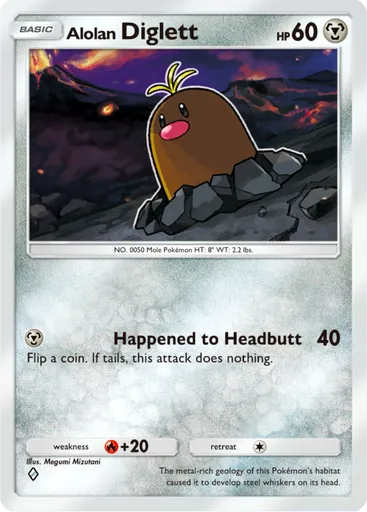 BASIC Alolan Diglett HP 60
NO. 0050 Mole Pokémon HT: 8" WT: 2.2 lbs.
Happened to Headbutt 40
Flip a coin. If tails, this attack does nothing.
weakness +20 retreat
Illus. Megumi Mizutani
The metal-rich geology of this Pokémon's habitat
caused it to develop steel whiskers on its head.